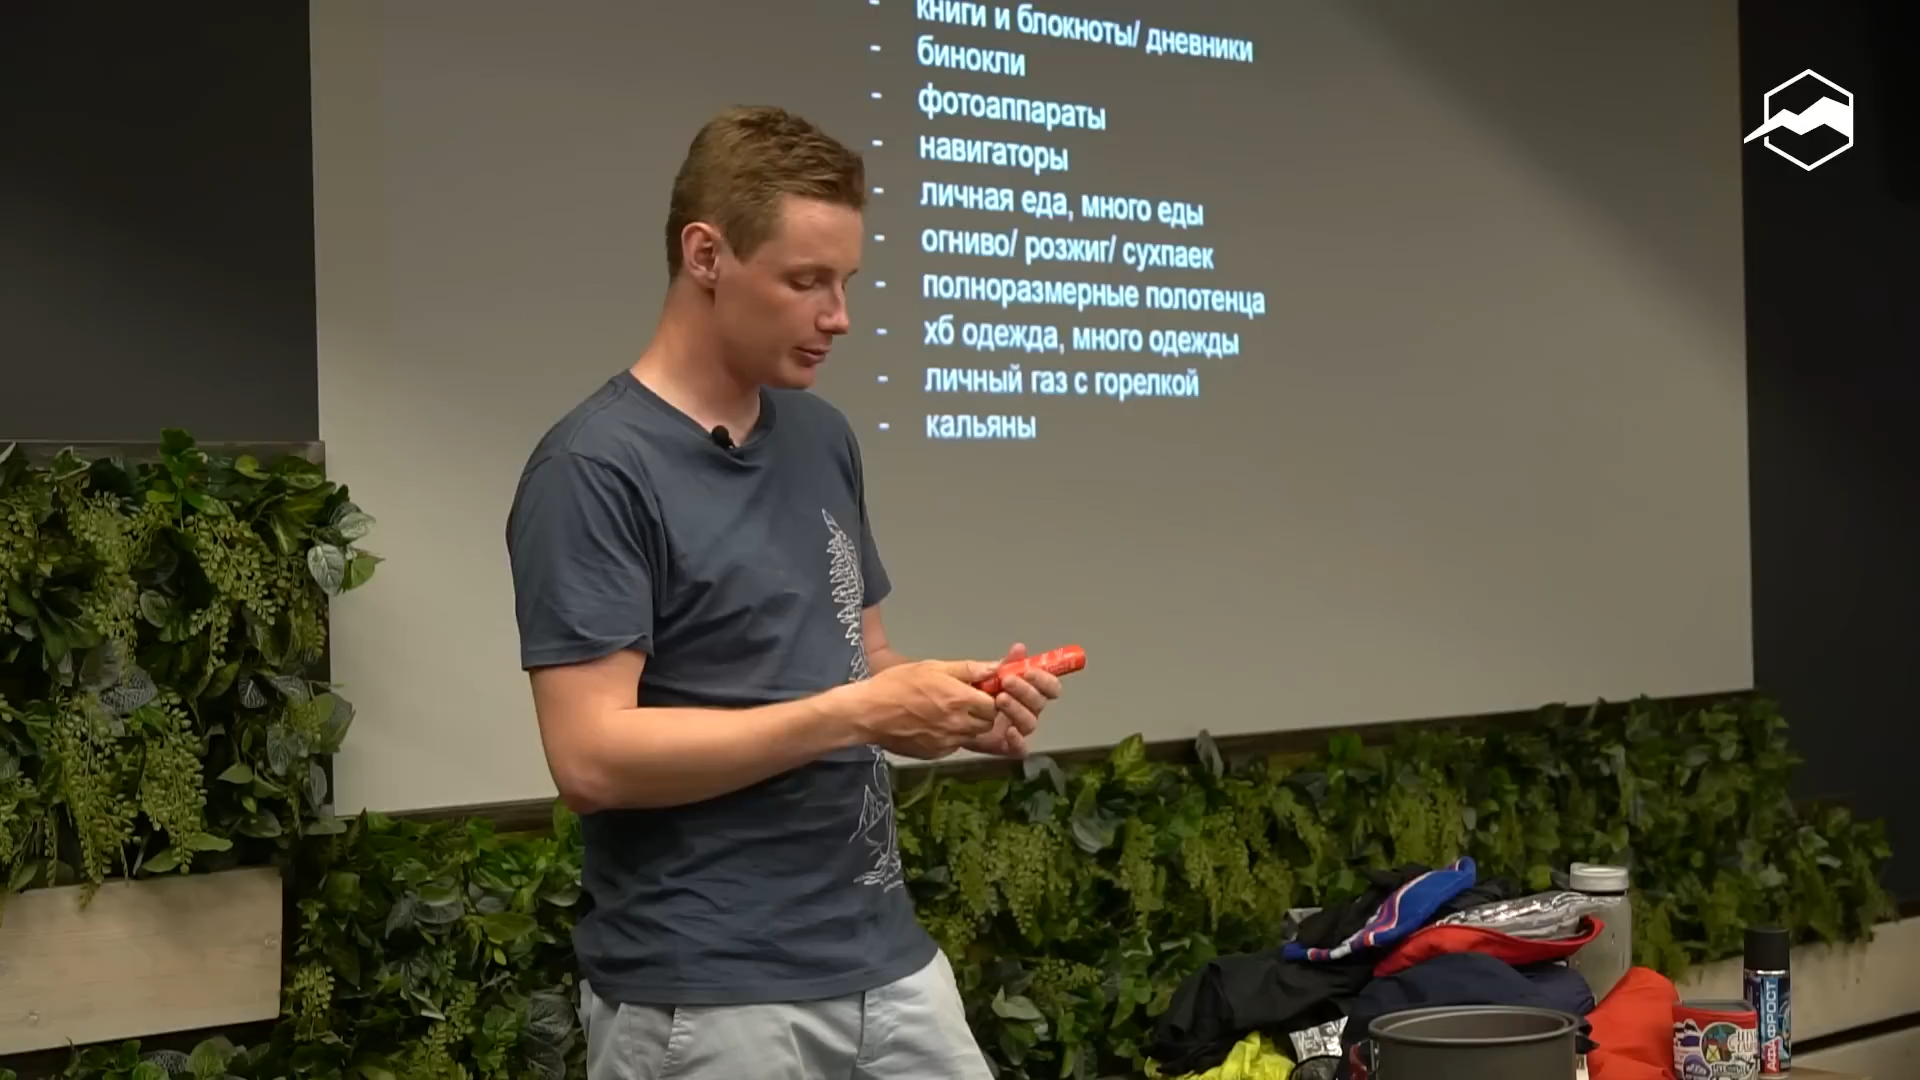 - книги и блокноты/ дневники
- бинокли
- фотоаппараты
- навигаторы
- личная еда, много еды
- огниво/ розжиг/ сухпаек
- полноразмерные полотенца
- хб одежда, много одежды
- личный газ с горелкой
- кальяны